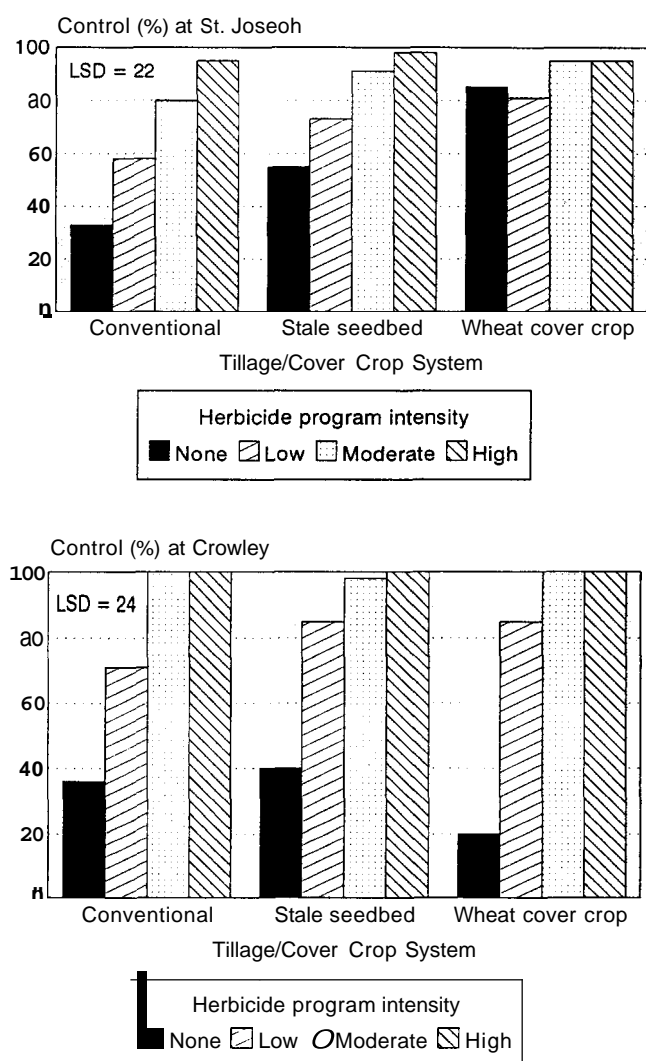 Control (%) at St. Joseoh
100
LSD = 22
80
60
40
20
n
Conventional Stale seedbed Wheat cover crop
Tillage/Cover Crop System
Herbicide program intensity
None Low Moderate High
Control (%) at Crowley
100
LSD = 24
80
60
40
20
n
Conventional Stale seedbed Wheat cover crop
Tillage/Cover Crop System
Herbicide program intensity
None Low OModerate High